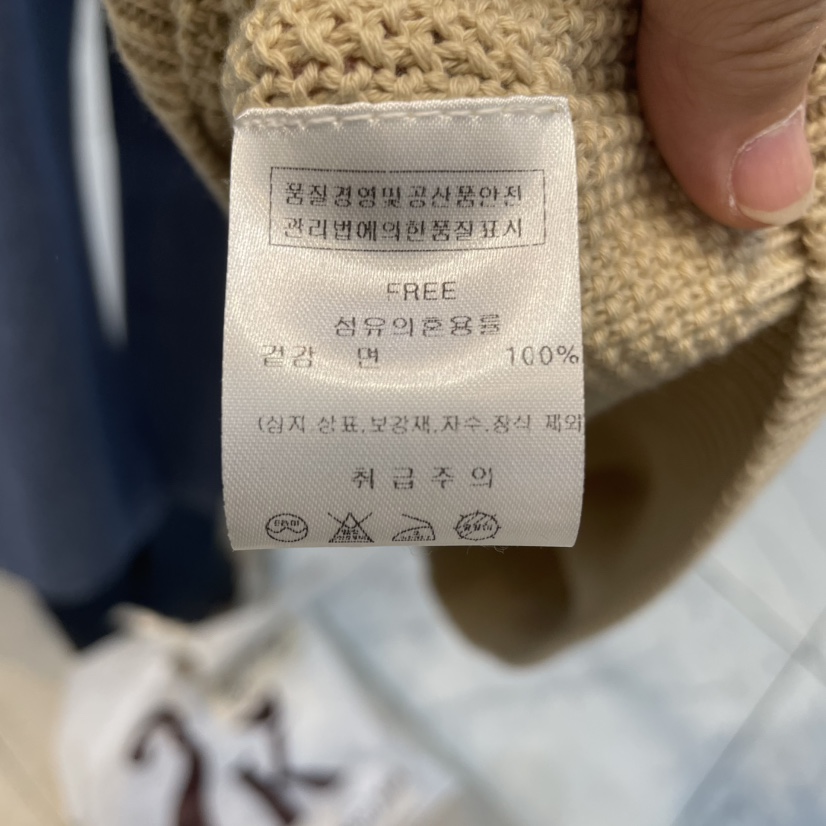 품질경영및공산품안전
관리법에의한품질표시
FREE
섬유의혼용률
겉감 면 100%
(심지.상표.보강재.자수.장식 제외
취급주의